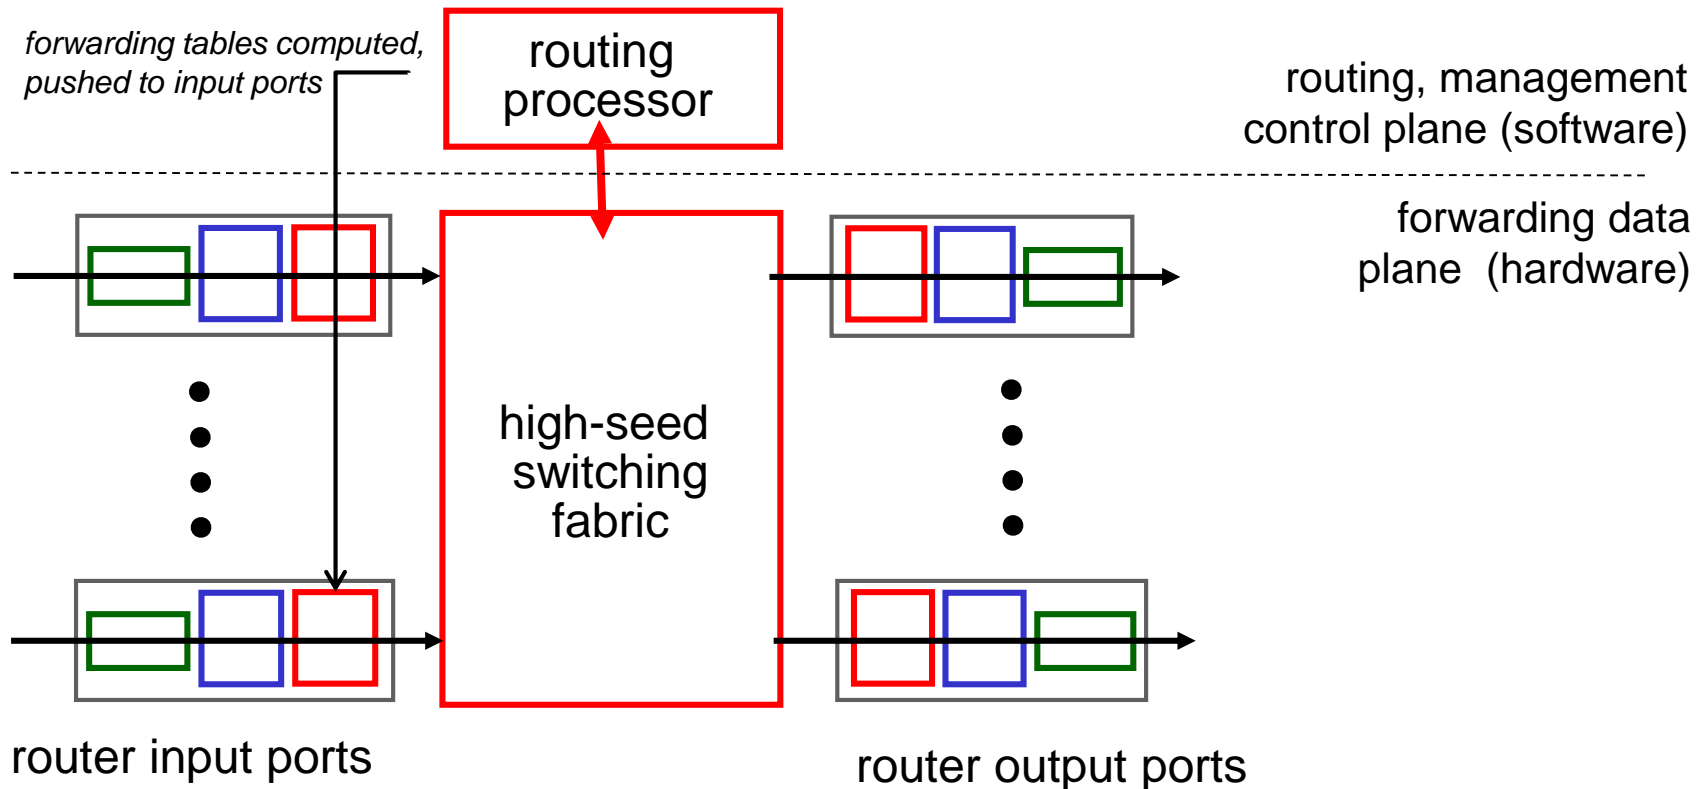 forwarding tables computed,
pushed to input ports
routing
processor
routing, management
control plane (software)
forwarding data
plane (hardware)
high-seed
switching
fabric
router input ports
router output ports